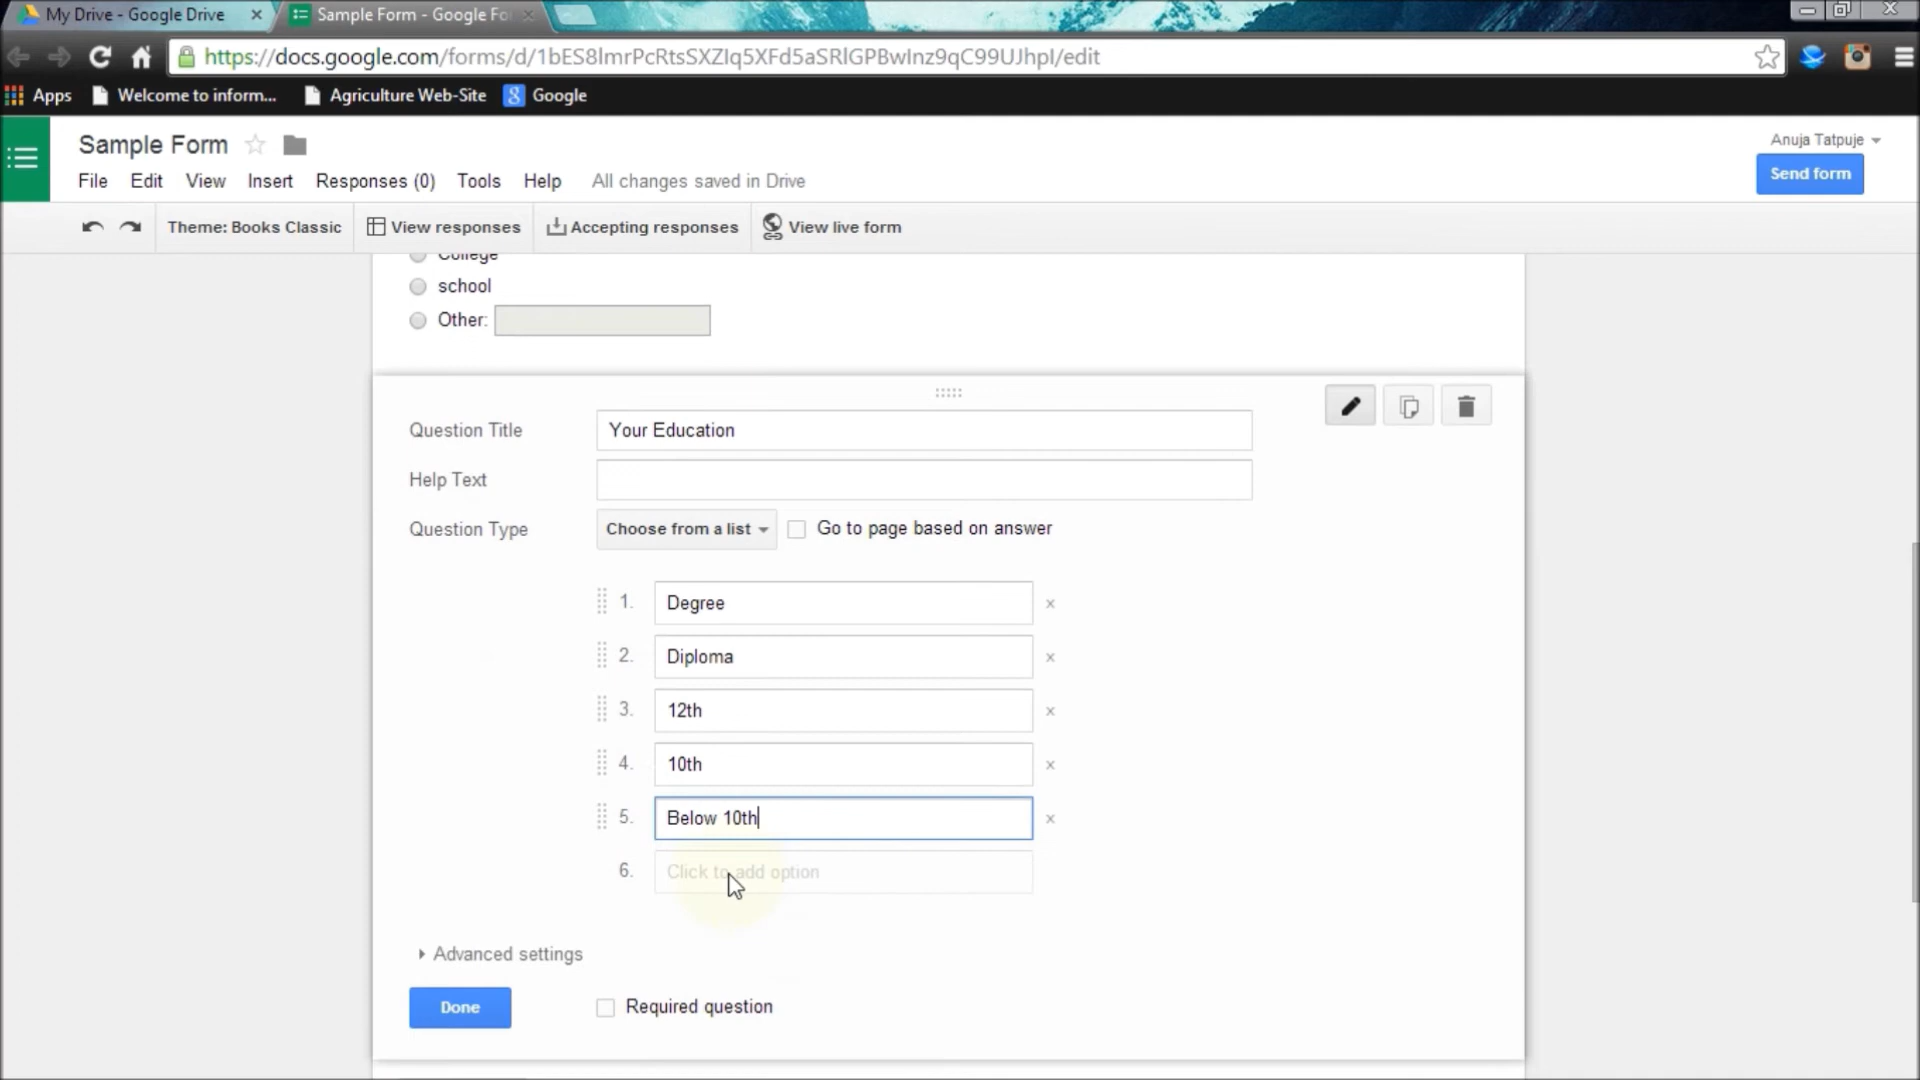 My Drive - Google Drive
Sample Form - Google Fo
https://docs.google.com/forms/d/1bES8lmrPcRtsSXZIq5XFd5aSRlGPBwInz9qC99UJhpI/edit
Apps
Welcome to inform...
Agriculture Web-Site
Google
Sample Form
Anuja Tatpuje
File Edit View Insert Responses (0) Tools Help All changes saved in Drive
Send form
Theme: Books Classic
View responses
Accepting responses
View live form
College
school
Other:
Question Title Your Education
Help Text
Question Type Choose from a list Go to page based on answer
1. Degree
2. Diploma
3. 12th
4. 10th
5. Below 10th
6. Click to add option
Advanced settings
Done Required question